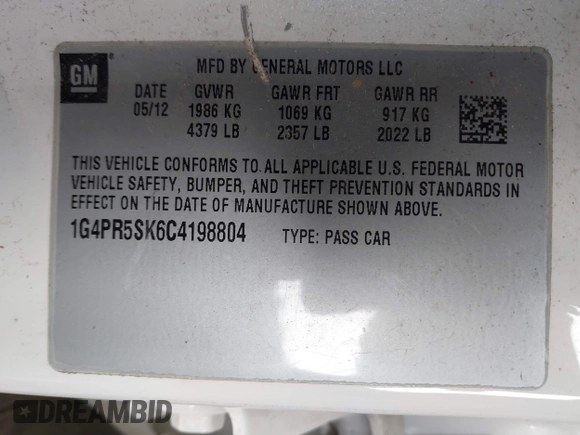 GM
MFD BY GENERAL MOTORS LLC
DATE GVWR GAWR FRT GAWR RR
05/12 1986 KG 1069 KG 917 KG
4379 LB 2357 LB 2022 LB
THIS VEHICLE CONFORMS TO ALL APPLICABLE U.S. FEDERAL MOTOR
VEHICLE SAFETY, BUMPER, AND THEFT PREVENTION STANDARDS IN
EFFECT ON THE DATE OF MANUFACTURE SHOWN ABOVE.
1G4PR5SK6C4198804 TYPE: PASS CAR
DREAMBID